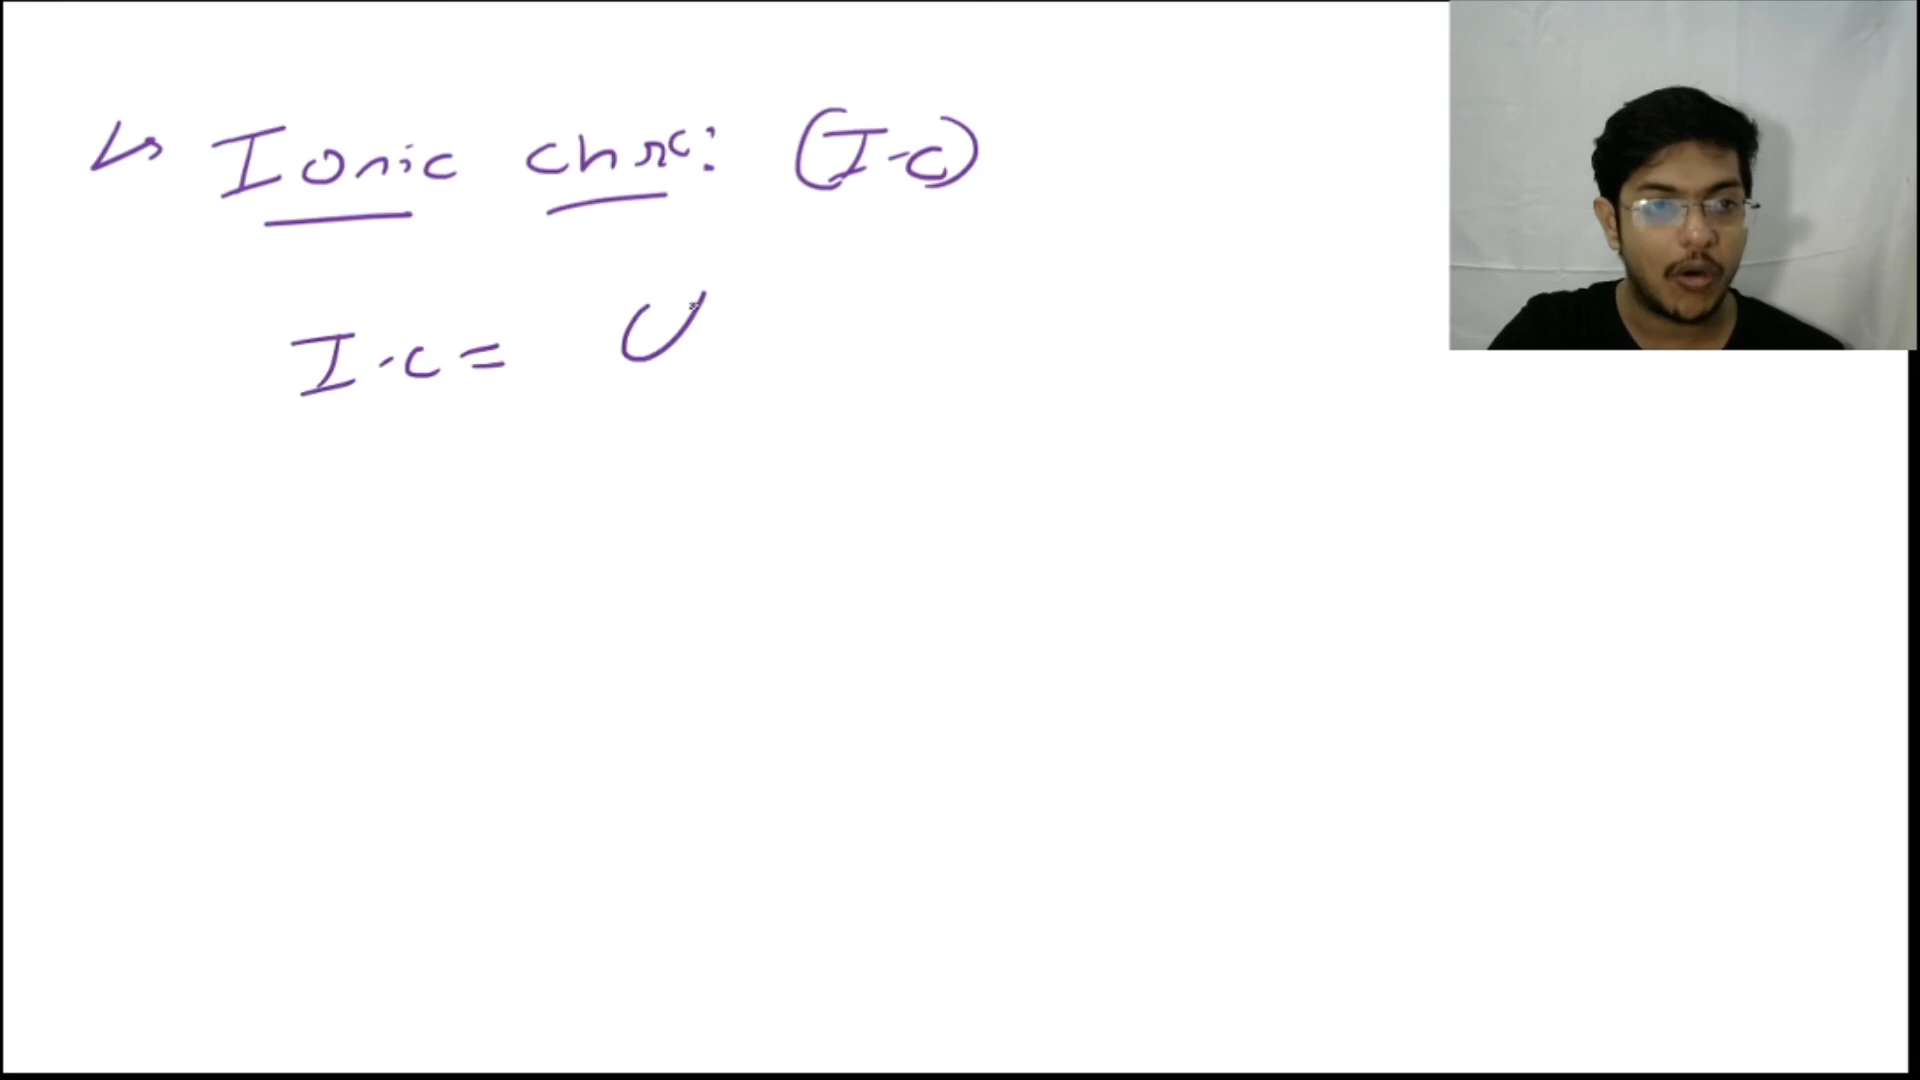 ↳ Ionic chrc: (I-c)
I·c =